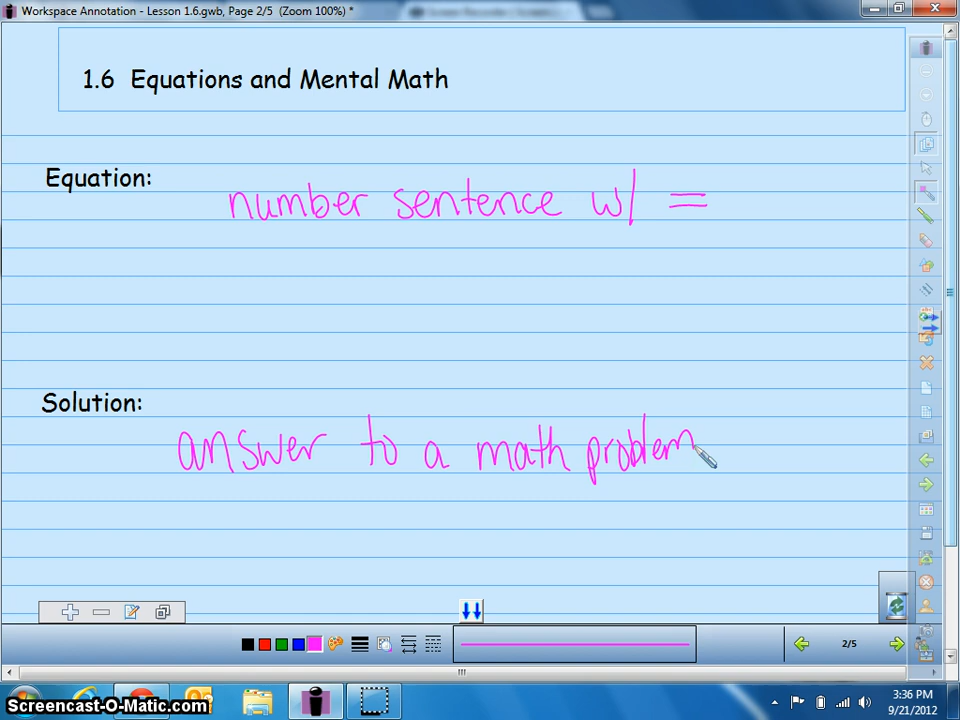 Workspace Annotation - Lesson 1.6.gwb, Page 2/5 (Zoom 100%) *
1.6 Equations and Mental Math
Equation:
number sentence w/ =
Solution:
answer to a math problem
2/5
Screencast-O-Matic.com
3:36 PM
9/21/2012